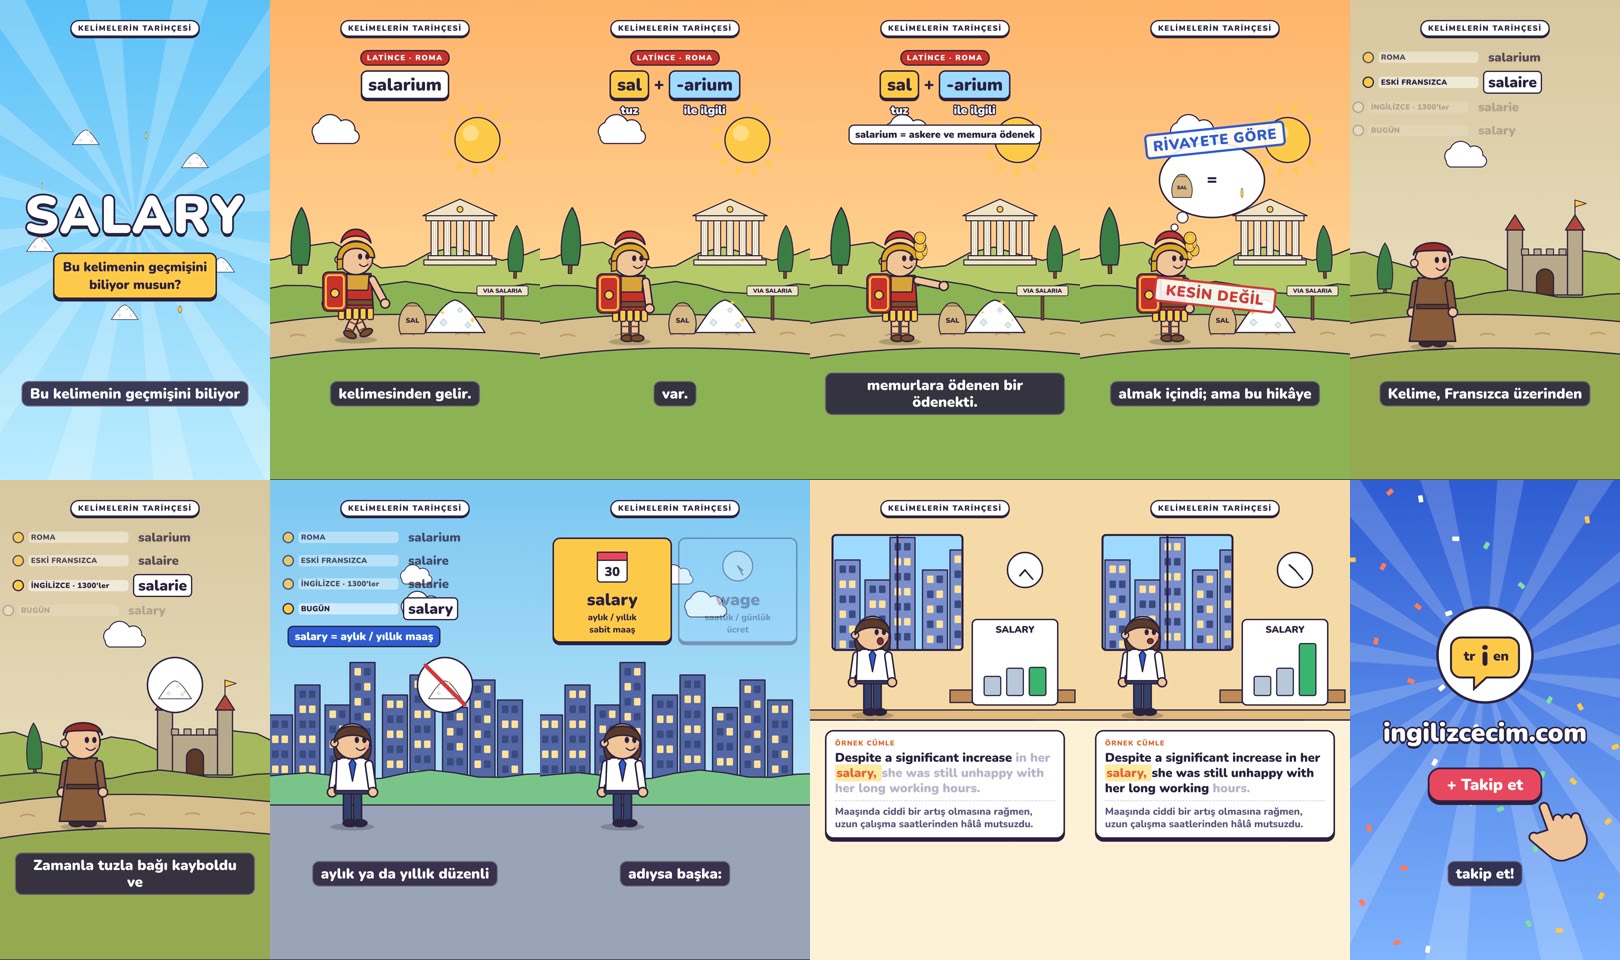 KELİMELERİN TARİHÇESİ
SALARY
Bu kelimenin geçmişini
biliyor musun?
Bu kelimenin geçmişini biliyor
KELİMELERİN TARİHÇESİ
LATİNCE · ROMA
salarium
VIA SALARIA
SAL
kelimesinden gelir.
KELİMELERİN TARİHÇESİ
LATİNCE · ROMA
sal + -arium
tuz ile ilgili
VIA SALARIA
SAL
var.
KELİMELERİN TARİHÇESİ
LATİNCE · ROMA
sal + -arium
tuz ile ilgili
salarium = askere ve memura ödenek
VIA SALARIA
SAL
memurlara ödenen bir
ödenekti.
KELİMELERİN TARİHÇESİ
RİVAYETE GÖRE
SAL =
KESİN DEĞİL
VIA SALARIA
SAL
almak içindi; ama bu hikâye
KELİMELERİN TARİHÇESİ
ROMA salarium
ESKİ FRANSIZCA salaire
İNGİLİZCE · 1300'ler salarie
BUGÜN salary
Kelime, Fransızca üzerinden
KELİMELERİN TARİHÇESİ
ROMA salarium
ESKİ FRANSIZCA salaire
İNGİLİZCE · 1300'ler salarie
BUGÜN salary
Zamanla tuzla bağı kayboldu
ve
KELİMELERİN TARİHÇESİ
ROMA salarium
ESKİ FRANSIZCA salaire
İNGİLİZCE · 1300'ler salarie
BUGÜN salary
salary = aylık / yıllık maaş
aylık ya da yıllık düzenli
KELİMELERİN TARİHÇESİ
30
salary
aylık / yıllık
sabit maaş
wage
saatlik / günlük
ücret
adıysa başka:
KELİMELERİN TARİHÇESİ
SALARY
ÖRNEK CÜMLE
Despite a significant increase in her
salary, she was still unhappy with
her long working hours.
Maaşında ciddi bir artış olmasına rağmen,
uzun çalışma saatlerinden hâlâ mutsuzdu.
KELİMELERİN TARİHÇESİ
SALARY
ÖRNEK CÜMLE
Despite a significant increase in her
salary, she was still unhappy with
her long working hours.
Maaşında ciddi bir artış olmasına rağmen,
uzun çalışma saatlerinden hâlâ mutsuzdu.
tr i en
ingilizcecim.com
+ Takip et
takip et!